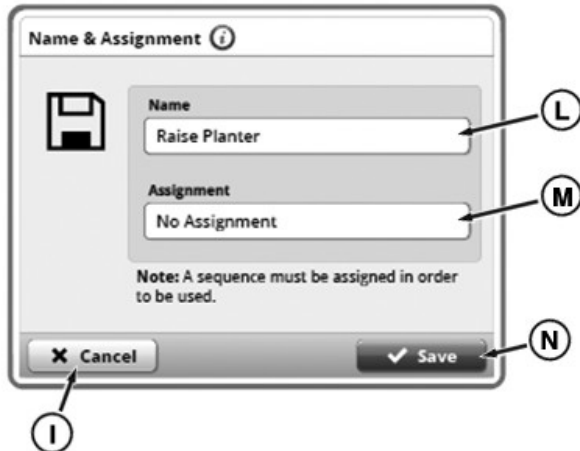 Name & Assignment i
Name
Raise Planter
L
Assignment
No Assignment
M
Note: A sequence must be assigned in order
to be used.
Cancel
Save
N
I